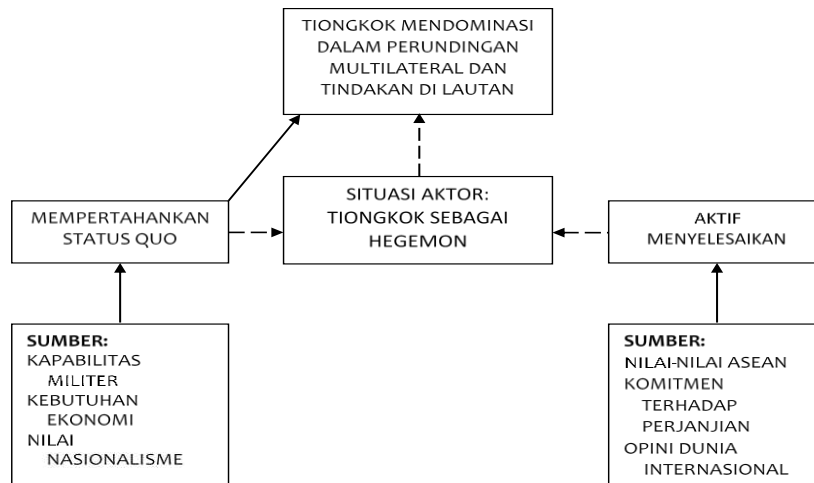 TIONGKOK MENDOMINASI
DALAM PERUNDINGAN
MULTILATERAL DAN
TINDAKAN DI LAUTAN
MEMPERTAHANKAN
STATUS QUO
SITUASI AKTOR:
TIONGKOK SEBAGAI
HEGEMON
AKTIF
MENYELESAIKAN
SUMBER:
KAPABILITAS
MILITER
KEBUTUHAN
EKONOMI
NILAI
NASIONALISME
SUMBER:
NILAI-NILAI ASEAN
KOMITMEN
TERHADAP
PERJANJIAN
OPINI DUNIA
INTERNASIONAL